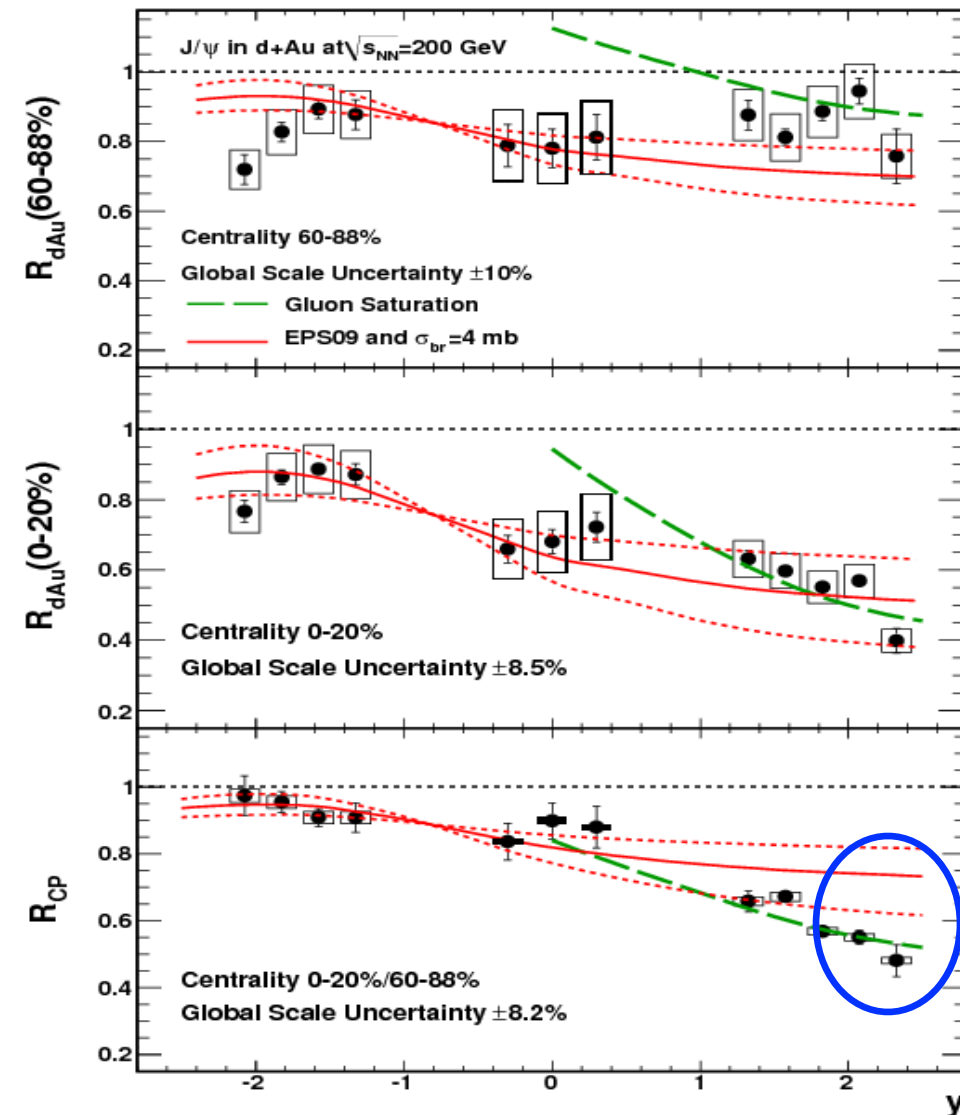 J/ψ in d+Au at √s_NN=200 GeV
R_dAu(60-88%)
1
0.8
0.6
0.4
0.2
Centrality 60-88%
Global Scale Uncertainty ±10%
Gluon Saturation
EPS09 and σ_br=4 mb
R_dAu(0-20%)
1
0.8
0.6
0.4
0.2
Centrality 0-20%
Global Scale Uncertainty ±8.5%
R_CP
1
0.8
0.6
0.4
0.2
Centrality 0-20%/60-88%
Global Scale Uncertainty ±8.2%
-2 -1 0 1 2
y